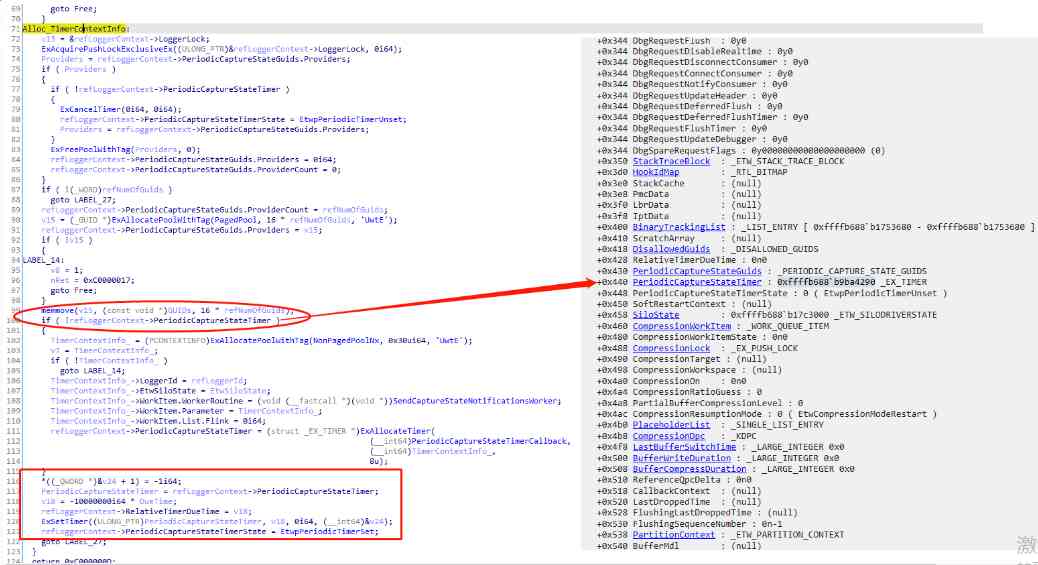 69 goto Free;
70 }
71 Alloc_TimerContextInfo:
72 v13 = &refLoggerContext->LoggerLock;
73 ExAcquirePushLockExclusiveEx((ULONG_PTR)&refLoggerContext->LoggerLock, 0i64);
74 Providers = refLoggerContext->PeriodicCaptureStateGuids.Providers;
75 if ( Providers )
76 {
77 if ( !refLoggerContext->PeriodicCaptureStateTimer )
78 {
79 ExCancelTimer(0i64, 0i64);
80 refLoggerContext->PeriodicCaptureStateTimerState = EtwpPeriodicTimerUnset;
81 Providers = refLoggerContext->PeriodicCaptureStateGuids.Providers;
82 }
83 ExFreePoolWithTag(Providers, 0);
84 refLoggerContext->PeriodicCaptureStateGuids.Providers = 0i64;
85 refLoggerContext->PeriodicCaptureStateGuids.ProviderCount = 0;
86 }
87 if ( !(_WORD)refNumOfGuids )
88 goto LABEL_27;
89 refLoggerContext->PeriodicCaptureStateGuids.ProviderCount = refNumOfGuids;
90 v15 = (_GUID *)ExAllocatePoolWithTag(PagedPool, 16 * refNumOfGuids, 'UwtE');
91 refLoggerContext->PeriodicCaptureStateGuids.Providers = v15;
92 if ( !v15 )
93 {
94 LABEL_14:
95 v8 = 1;
96 nRet = 0xC0000017;
97 goto Free;
98 }
99 memmove(v15, (const void *)GUIDs, 16 * refNumOfGuids);
100 if ( !refLoggerContext->PeriodicCaptureStateTimer )
101 {
102 TimerContextInfo_ = (PCONTEXTINFO)ExAllocatePoolWithTag(NonPagedPoolNx, 0x30ui64, 'UwtE');
103 v7 = TimerContextInfo_;
104 if ( !TimerContextInfo_ )
105 goto LABEL_14;
106 TimerContextInfo_->LoggerId = refLoggerId;
107 TimerContextInfo_->EtwSiloState = EtwSiloState;
108 TimerContextInfo_->WorkItem.WorkerRoutine = (void (__fastcall *)(void *))SendCaptureStateNotificationsWorker;
109 TimerContextInfo_->WorkItem.Parameter = TimerContextInfo_;
110 TimerContextInfo_->WorkItem.List.Flink = 0i64;
111 refLoggerContext->PeriodicCaptureStateTimer = (struct _EX_TIMER *)ExAllocateTimer(
112 (__int64)PeriodicCaptureStateTimerCallback,
113 (__int64)TimerContextInfo_,
114 0u);
115 }
116 *((_QWORD *)&v24 + 1) = -1i64;
117 PeriodicCaptureStateTimer = refLoggerContext->PeriodicCaptureStateTimer;
118 v18 = -10000000i64 * DueTime;
119 refLoggerContext->RelativeTimerDueTime = v18;
120 ExSetTimer((ULONG_PTR)PeriodicCaptureStateTimer, v18, 0i64, (__int64)&v24);
121 refLoggerContext->PeriodicCaptureStateTimerState = EtwpPeriodicTimerSet;
122 goto LABEL_27;
123 }
124 return 0xC000000D;
+0x344 DbgRequestFlush : 0y0
+0x344 DbgRequestDisableRealtime : 0y0
+0x344 DbgRequestDisconnectConsumer : 0y0
+0x344 DbgRequestConnectConsumer : 0y0
+0x344 DbgRequestNotifyConsumer : 0y0
+0x344 DbgRequestUpdateHeader : 0y0
+0x344 DbgRequestDeferredFlush : 0y0
+0x344 DbgRequestDeferredFlushTimer : 0y0
+0x344 DbgRequestFlushTimer : 0y0
+0x344 DbgRequestUpdateDebugger : 0y0
+0x344 DbgSpareRequestFlags : 0y0000000000000000000 (0)
+0x350 StackTraceBlock : _ETW_STACK_TRACE_BLOCK
+0x3d0 HookIdMap : _RTL_BITMAP
+0x3e0 StackCache : (null)
+0x3e8 PmcData : (null)
+0x3f0 LbrData : (null)
+0x3f8 IptData : (null)
+0x400 BinaryTrackingList : _LIST_ENTRY [ 0xffffb688`b1753680 - 0xffffb688`b1753680 ]
+0x410 ScratchArray : (null)
+0x418 DisallowedGuids : _DISALLOWED_GUIDS
+0x428 RelativeTimerDueTime : 0n0
+0x430 PeriodicCaptureStateGuids : _PERIODIC_CAPTURE_STATE_GUIDS
+0x440 PeriodicCaptureStateTimer : 0xffffb688`b9ba4290 _EX_TIMER
+0x448 PeriodicCaptureStateTimerState : 0 ( EtwpPeriodicTimerUnset )
+0x450 SoftRestartContext : (null)
+0x458 SiloState : 0xffffb688`b17c3000 _ETW_SILODRIVERSTATE
+0x460 CompressionWorkItem : _WORK_QUEUE_ITEM
+0x480 CompressionWorkItemState : 0n0
+0x488 CompressionLock : _EX_PUSH_LOCK
+0x490 CompressionTarget : (null)
+0x498 CompressionWorkspace : (null)
+0x4a0 CompressionOn : 0n0
+0x4a4 CompressionRatioGuess : 0
+0x4a8 PartialBufferCompressionLevel : 0
+0x4ac CompressionResumptionMode : 0 ( EtwCompressionModeRestart )
+0x4b0 PlaceholderList : _SINGLE_LIST_ENTRY
+0x4b8 CompressionDpc : _KDPC
+0x4f8 LastBufferSwitchTime : _LARGE_INTEGER 0x0
+0x500 BufferWriteDuration : _LARGE_INTEGER 0x0
+0x508 BufferCompressDuration : _LARGE_INTEGER 0x0
+0x510 ReferenceQpcDelta : 0n0
+0x518 CallbackContext : (null)
+0x520 LastDroppedTime : (null)
+0x528 FlushingLastDroppedTime : (null)
+0x530 FlushingSequenceNumber : 0n-1
+0x538 PartitionContext : _ETW_PARTITION_CONTEXT
+0x540 BufferMdl : (null)
激